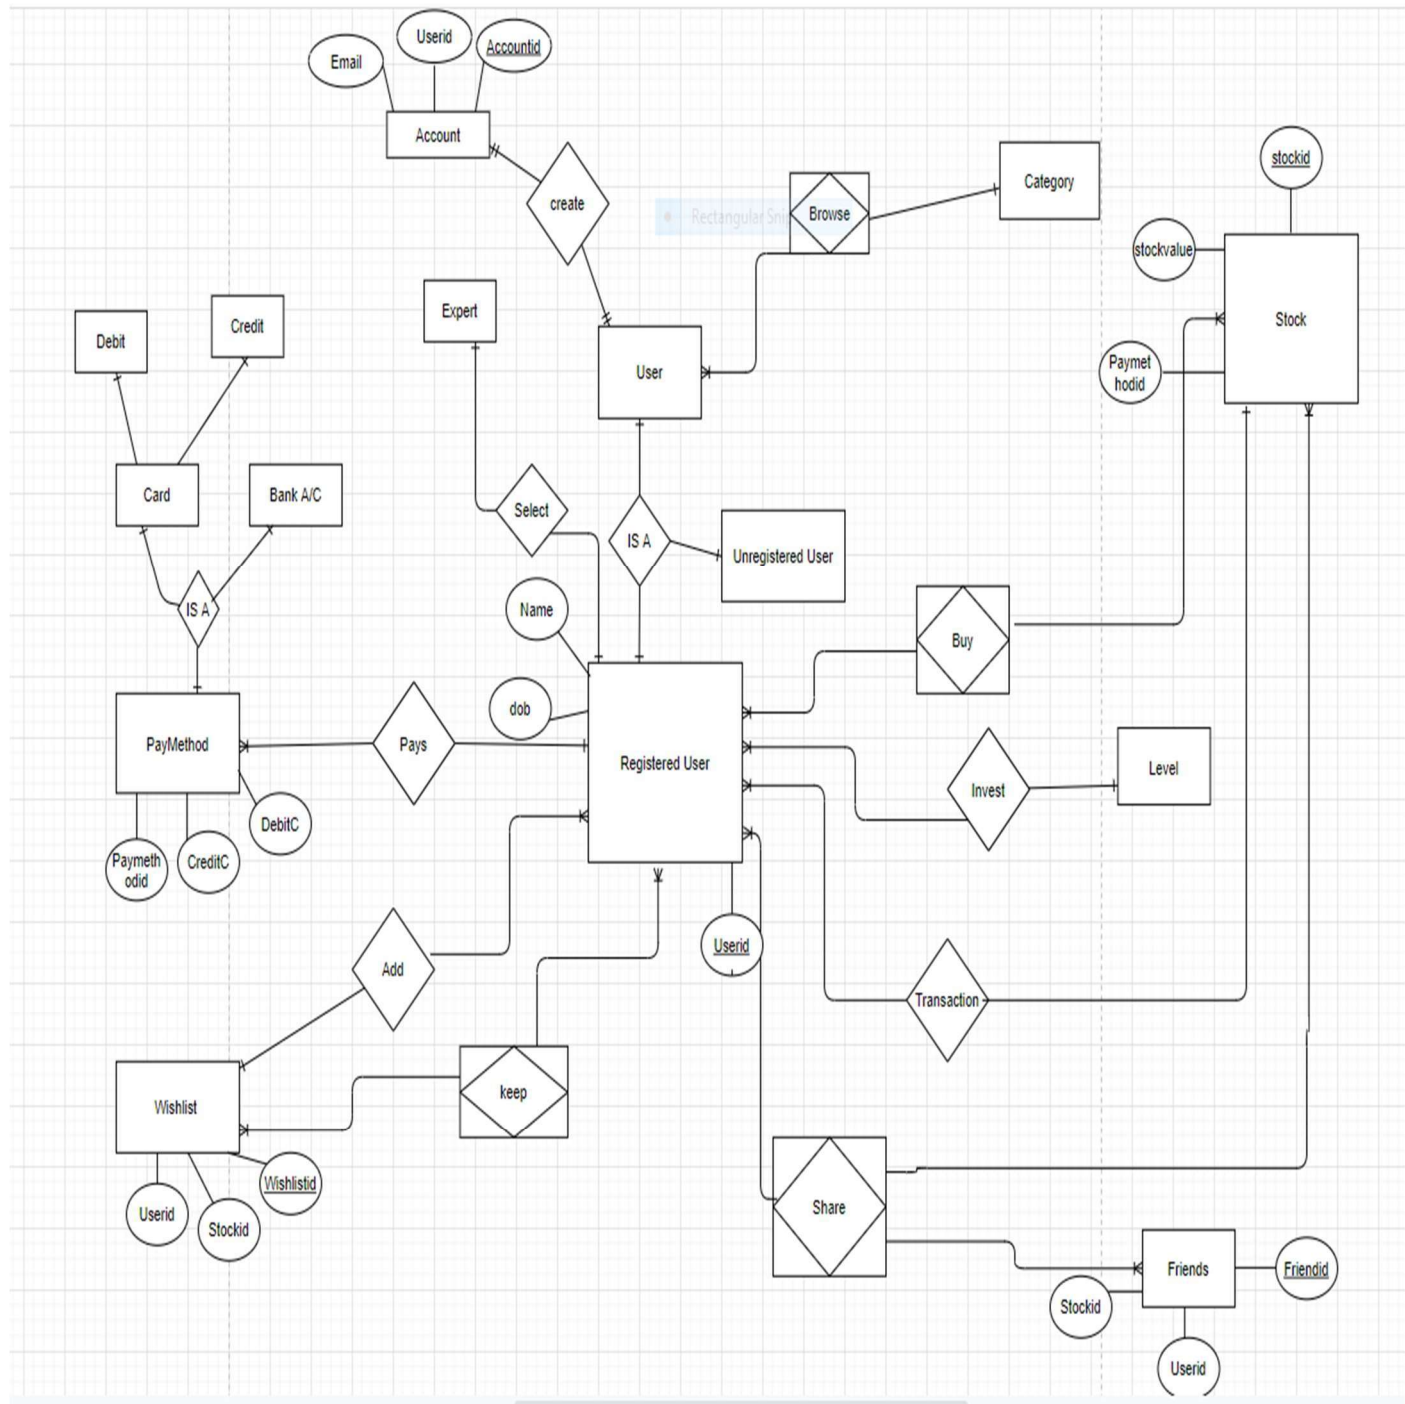 Userid
Accountid
Email
Account
Category
stockid
create
Rectangular Sni
Browse
stockvalue
Expert
Credit
Debit
User
Stock
Paymet
hodid
Card
Bank A/C
Select
IS A
Unregistered User
IS A
Name
Buy
dob
PayMethod
Pays
Registered User
Level
Invest
DebitC
Paymeth
odid
CreditC
Userid
Add
Transaction
keep
Wishlist
Wishlistid
Userid
Stockid
Share
Friends
Friendid
Stockid
Userid